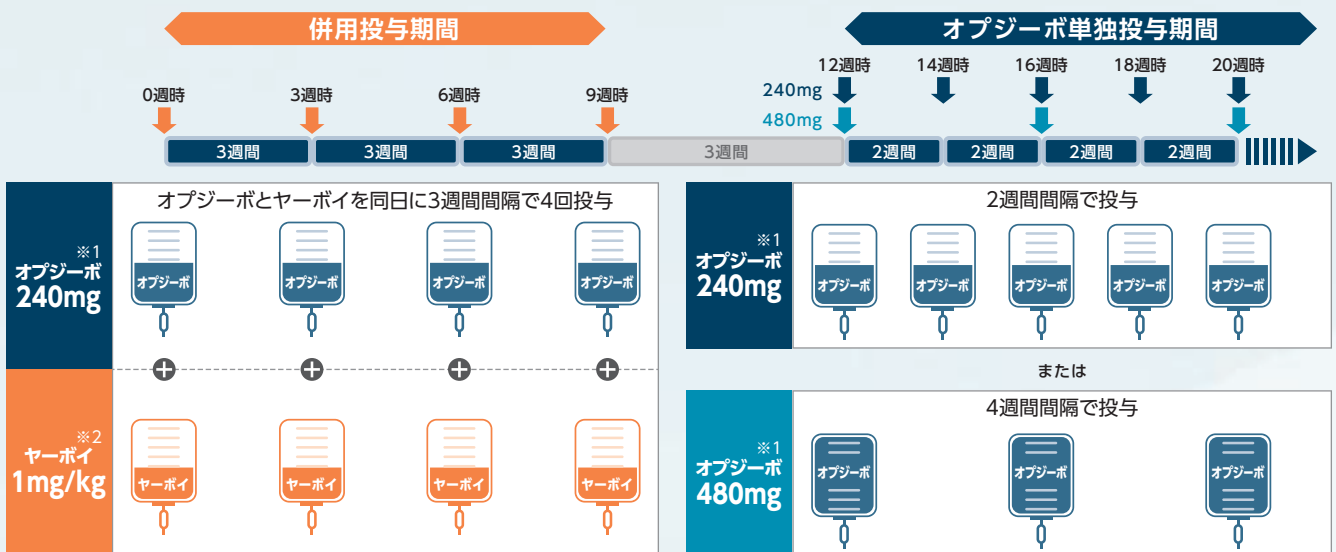 併用投与期間
0週時
3週時
6週時
9週時
3週間
3週間
3週間
3週間
オプジーボ単独投与期間
12週時
14週時
16週時
18週時
20週時
240mg
480mg
2週間
2週間
2週間
2週間
※1
オプジーボ
240mg
オプジーボとヤーボイを同日に3週間間隔で4回投与
オプジーボ
オプジーボ
オプジーボ
オプジーボ
※2
ヤーボイ
1mg/kg
ヤーボイ
ヤーボイ
ヤーボイ
ヤーボイ
※1
オプジーボ
240mg
2週間間隔で投与
オプジーボ
オプジーボ
オプジーボ
オプジーボ
オプジーボ
または
※1
オプジーボ
480mg
4週間間隔で投与
オプジーボ
オプジーボ
オプジーボ